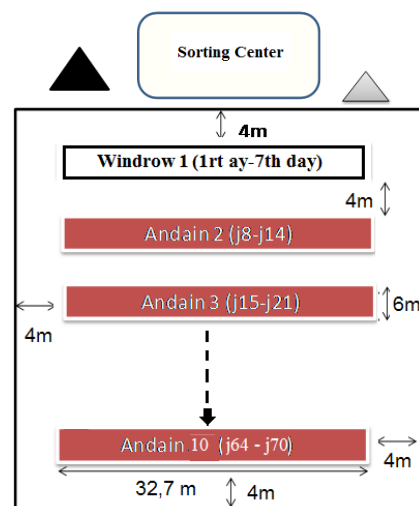 Sorting Center
4m
Windrow 1 (1rt ay-7th day)
4m
Andain 2 (j8-j14)
Andain 3 (j15-j21)
6m
4m
Andain 10 (j64 - j70)
4m
32,7 m
4m